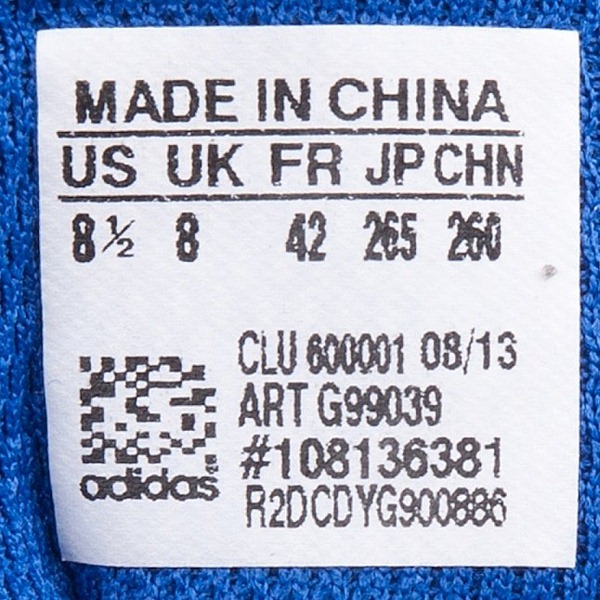 MADE IN CHINA
US UK FR JP CHN
8½ 8 42 265 260
CLU 600001 08/13
ART G99039
#108136381
R2DCDYG900886
adidas